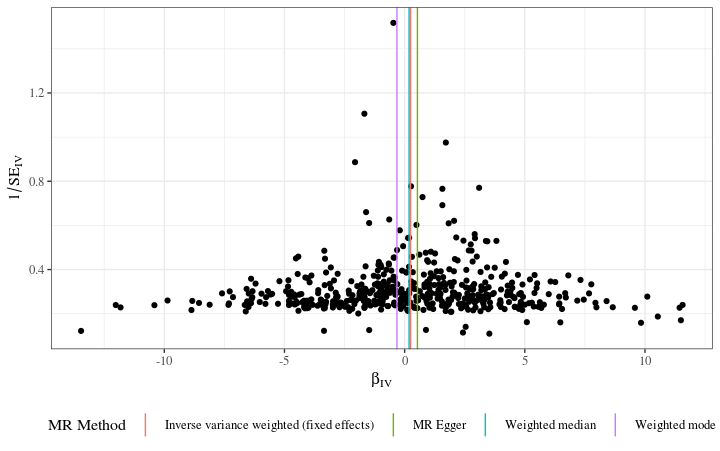 1.2
0.8
0.4
1/SE_IV
-10
-5
0
5
10
β_IV
MR Method
Inverse variance weighted (fixed effects)
MR Egger
Weighted median
Weighted mode